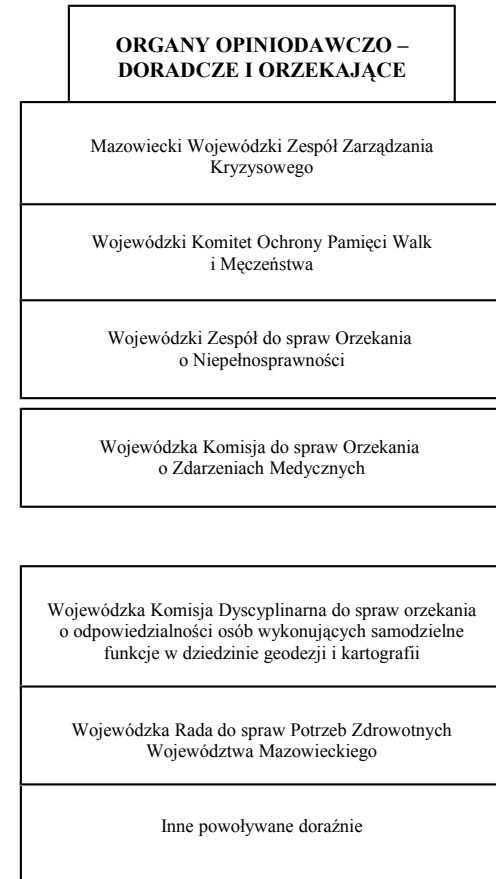 ORGANY OPINIODAWCZO –
DORADCZE I ORZEKAJĄCE
Mazowiecki Wojewódzki Zespół Zarządzania
Kryzysowego
Wojewódzki Komitet Ochrony Pamięci Walk
i Męczeństwa
Wojewódzki Zespół do spraw Orzekania
o Niepełnosprawności
Wojewódzka Komisja do spraw Orzekania
o Zdarzeniach Medycznych
Wojewódzka Komisja Dyscyplinarna do spraw orzekania
o odpowiedzialności osób wykonujących samodzielne
funkcje w dziedzinie geodezji i kartografii
Wojewódzka Rada do spraw Potrzeb Zdrowotnych
Województwa Mazowieckiego
Inne powoływane doraźnie